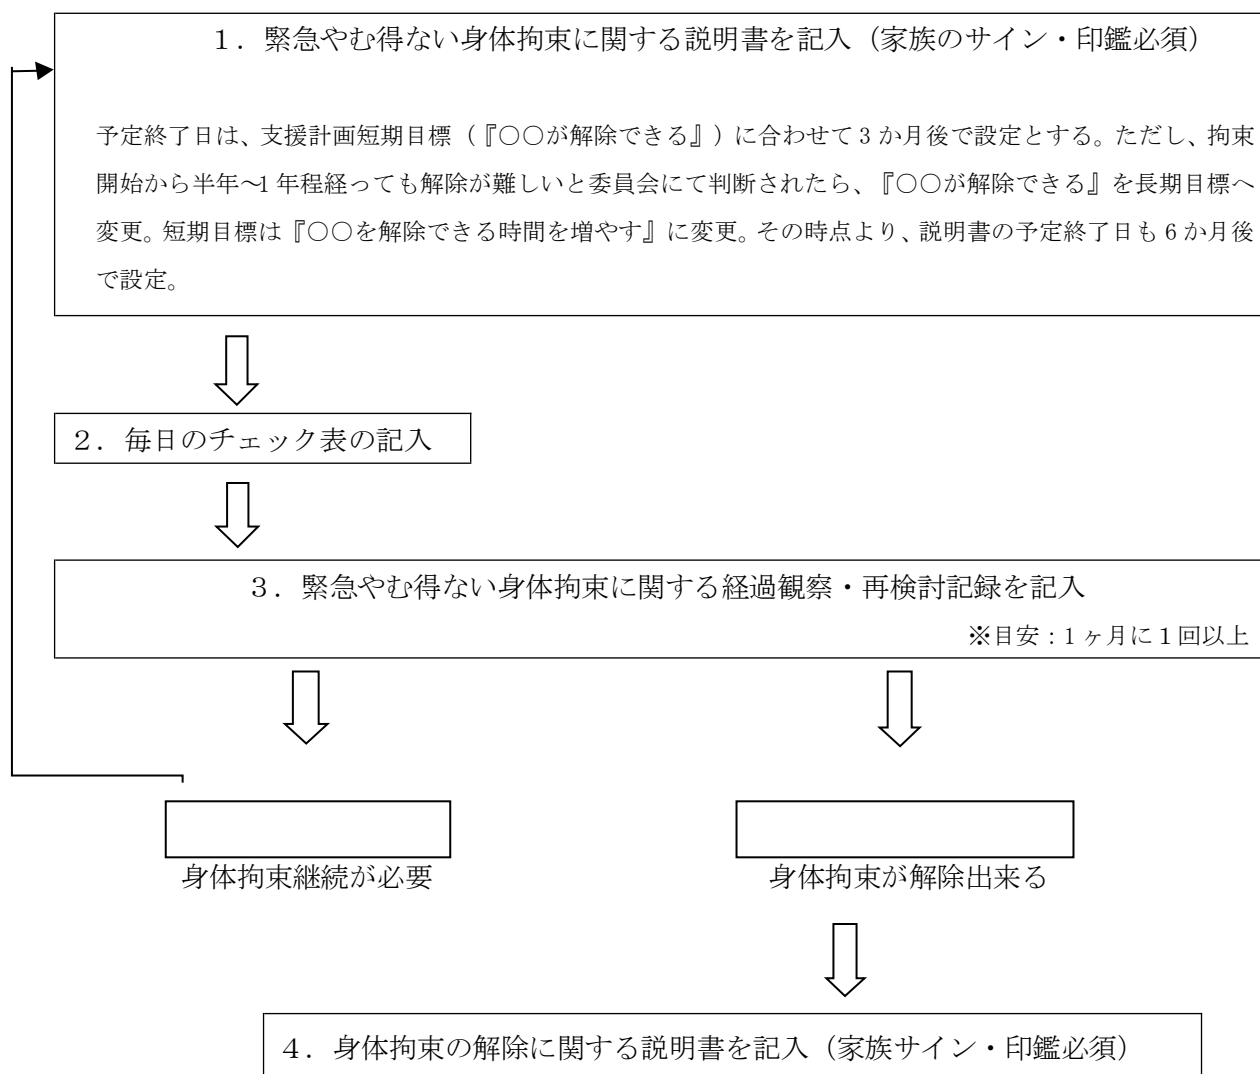 1．緊急やむ得ない身体拘束に関する説明書を記入（家族のサイン・印鑑必須）
予定終了日は、支援計画短期目標（『〇〇が解除できる』）に合わせて3か月後で設定とする。ただし、拘束
開始から半年～1年程経っても解除が難しいと委員会にて判断されたら、『〇〇が解除できる』を長期目標へ
変更。短期目標は『〇〇を解除できる時間を増やす』に変更。その時点より、説明書の予定終了日も6か月後
で設定。
2．毎日のチェック表の記入
3．緊急やむ得ない身体拘束に関する経過観察・再検討記録を記入
※目安：1ヶ月に1回以上
身体拘束継続が必要
身体拘束が解除出来る
4．身体拘束の解除に関する説明書を記入（家族サイン・印鑑必須）